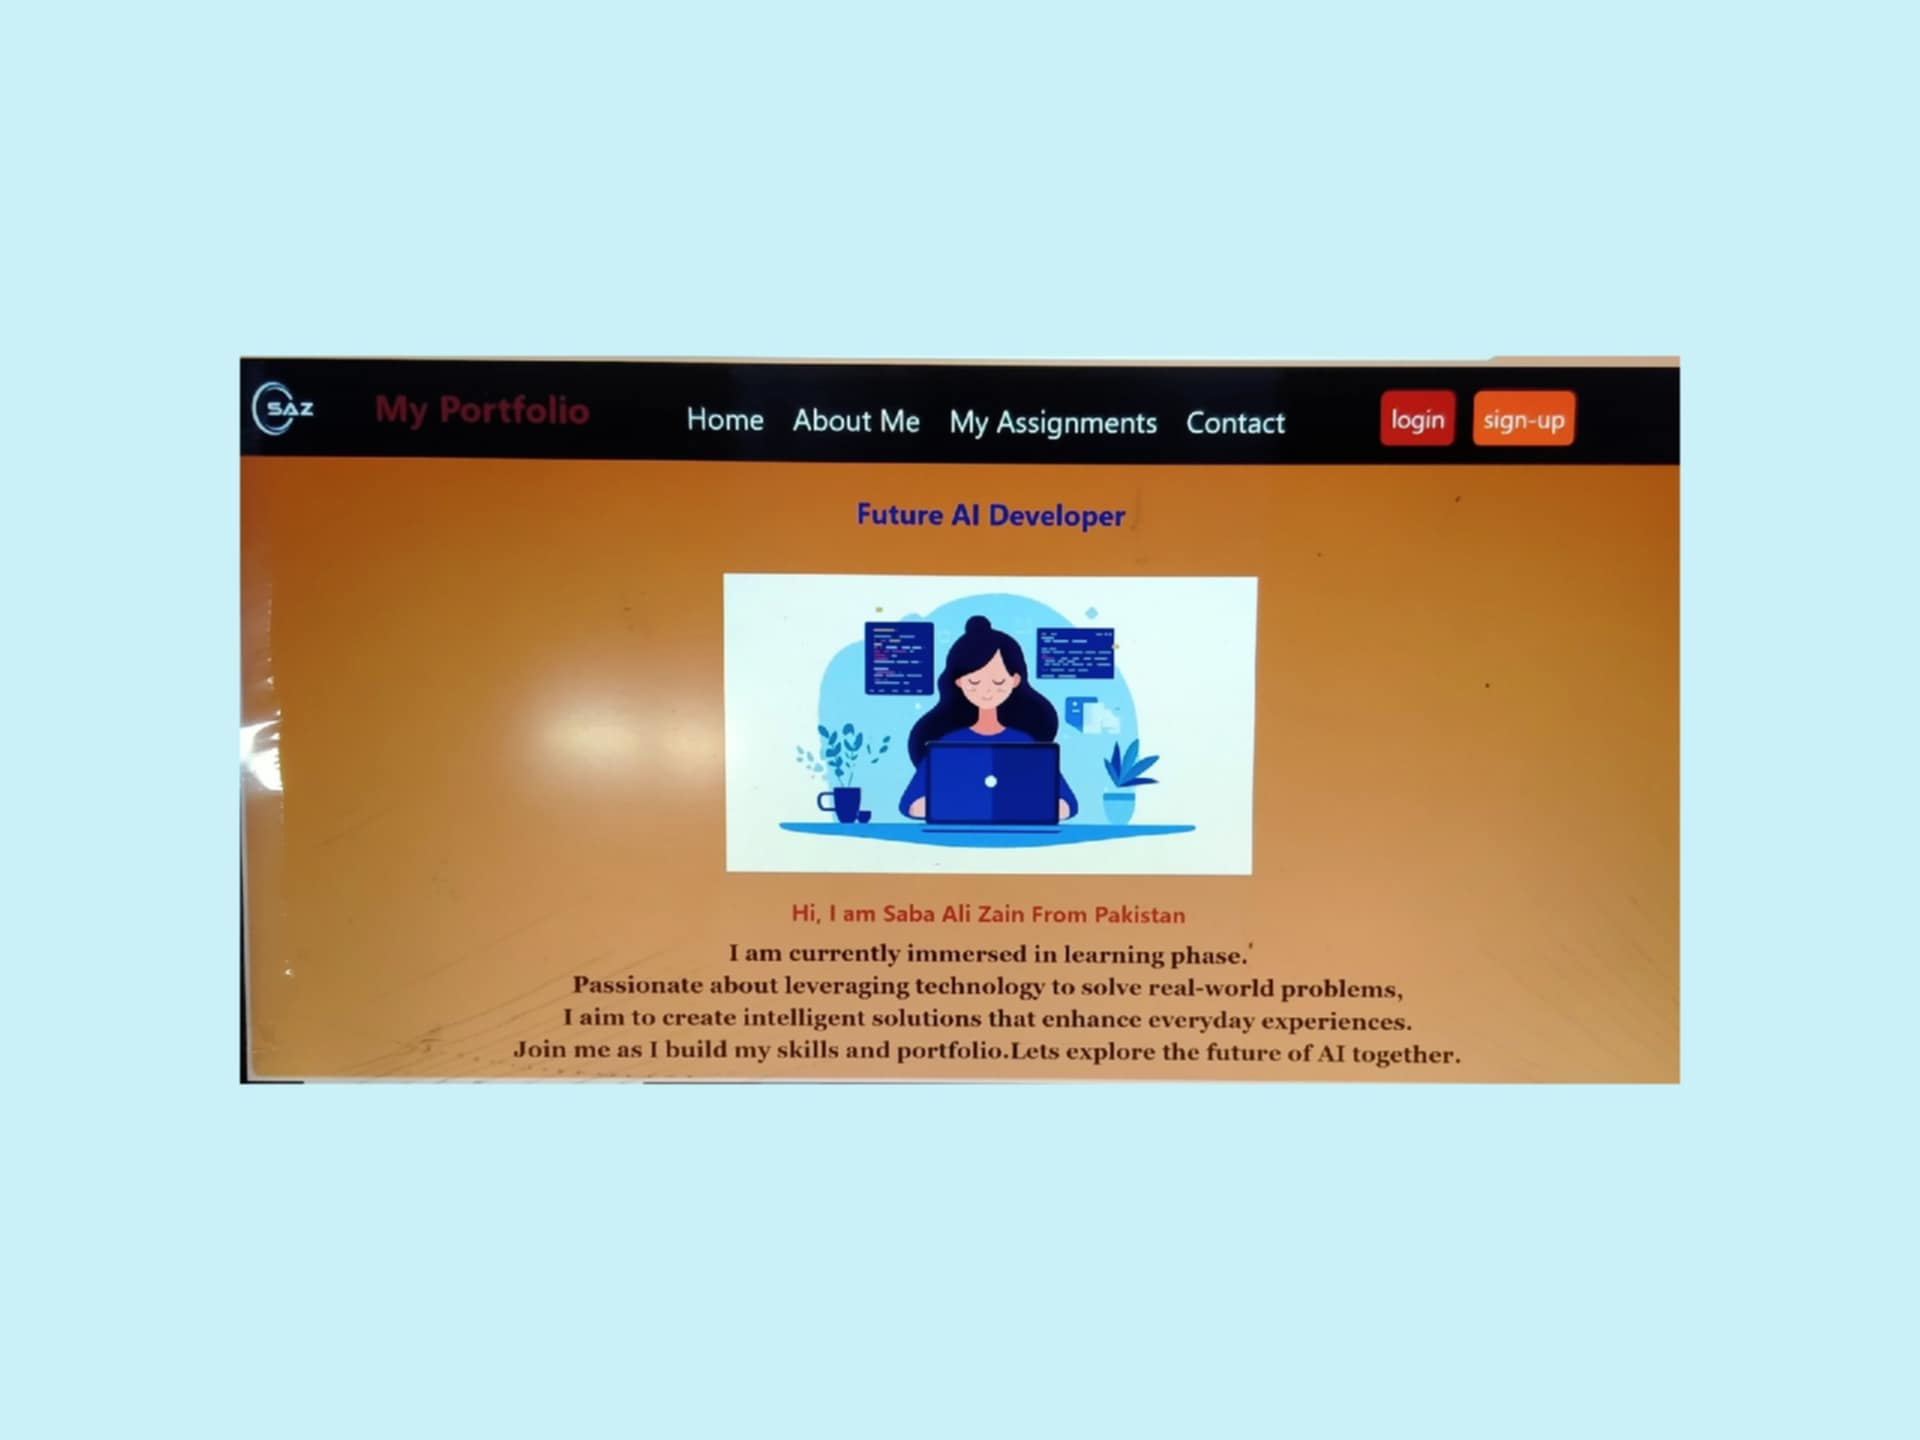 SAZ
My Portfolio
Home About Me My Assignments Contact
login sign-up
Future AI Developer
Hi, I am Saba Ali Zain From Pakistan
I am currently immersed in learning phase.
Passionate about leveraging technology to solve real-world problems,
I aim to create intelligent solutions that enhance everyday experiences.
Join me as I build my skills and portfolio.Lets explore the future of AI together.